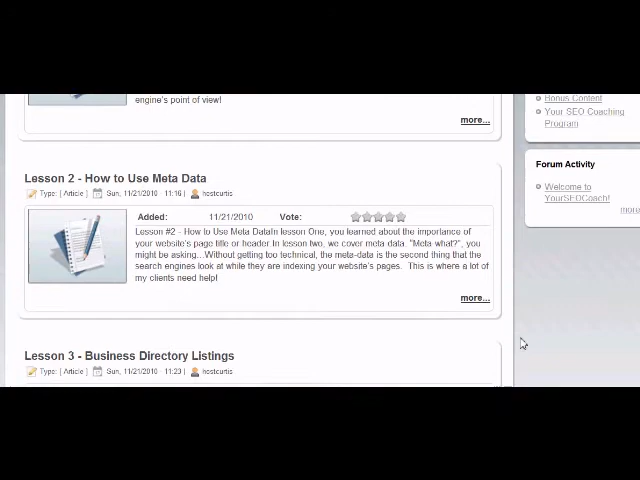 engine's point of view!
more...
Lesson 2 - How to Use Meta Data
Type: [ Article ] Sun, 11/21/2010 - 11:16 | hostcurtis
Added: 11/21/2010 Vote:
Lesson #2 - How to Use Meta DataIn lesson One, you learned about the importance of
your website's page title or header.In lesson two, we cover meta data. "Meta what?", you
might be asking...Without getting too technical, the meta-data is the second thing that the
search engines look at while they are indexing your website's pages. This is where a lot of
my clients need help!
more...
Lesson 3 - Business Directory Listings
Type: [ Article ] Sun, 11/21/2010 - 11:23 | hostcurtis
Bonus Content
Your SEO Coaching
Program
Forum Activity
Welcome to
YourSEOCoach!
more